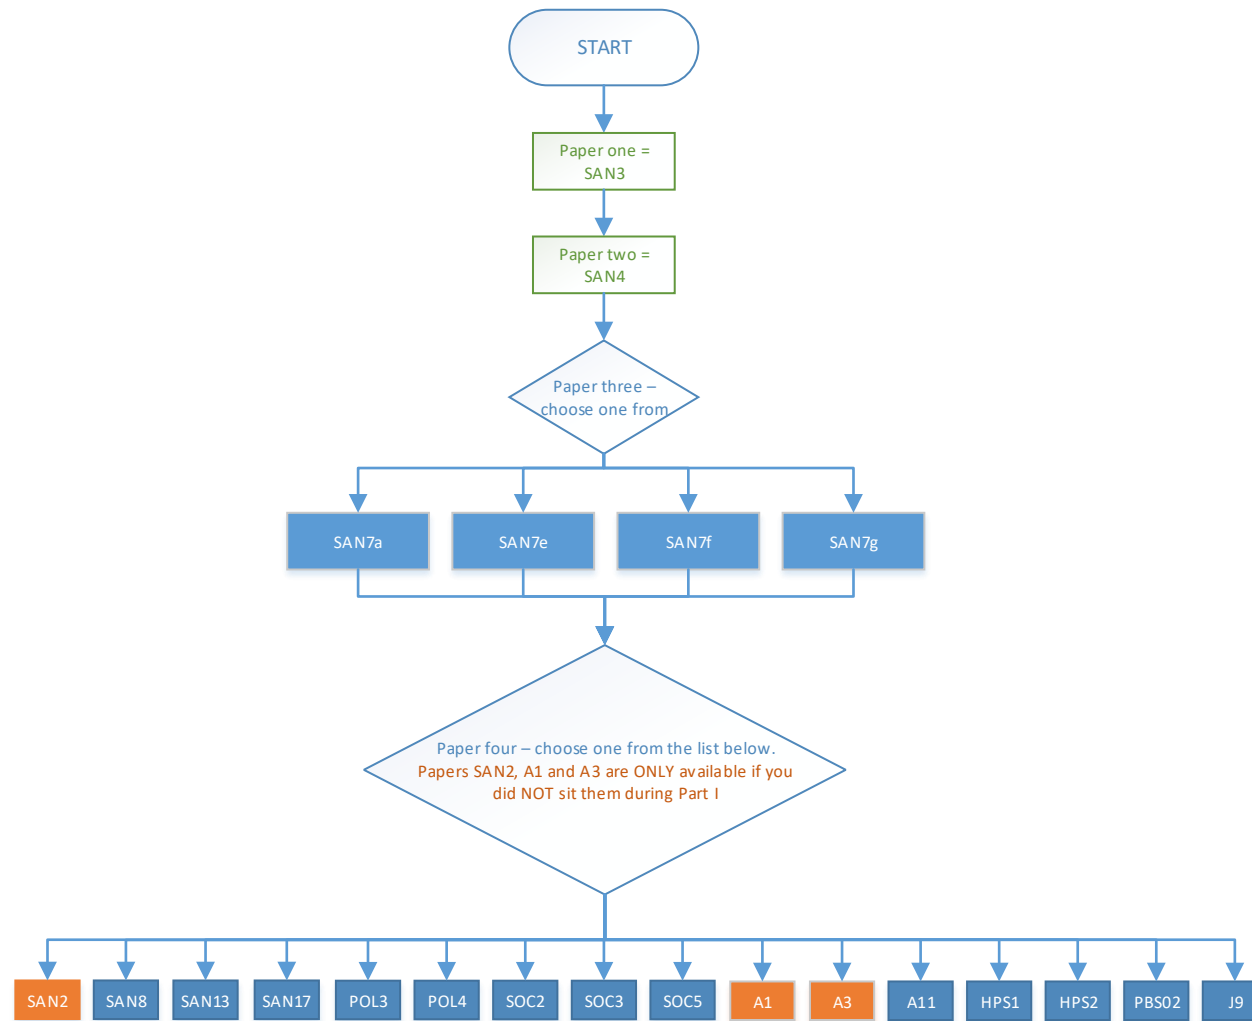 START
Paper one =
SAN3
Paper two =
SAN4
Paper three –
choose one from
SAN7a
SAN7e
SAN7f
SAN7g
Paper four – choose one from the list below.
Papers SAN2, A1 and A3 are ONLY available if you
did NOT sit them during Part I
SAN2
SAN8
SAN13
SAN17
POL3
POL4
SOC2
SOC3
SOC5
A1
A3
A11
HPS1
HPS2
PBS02
J9